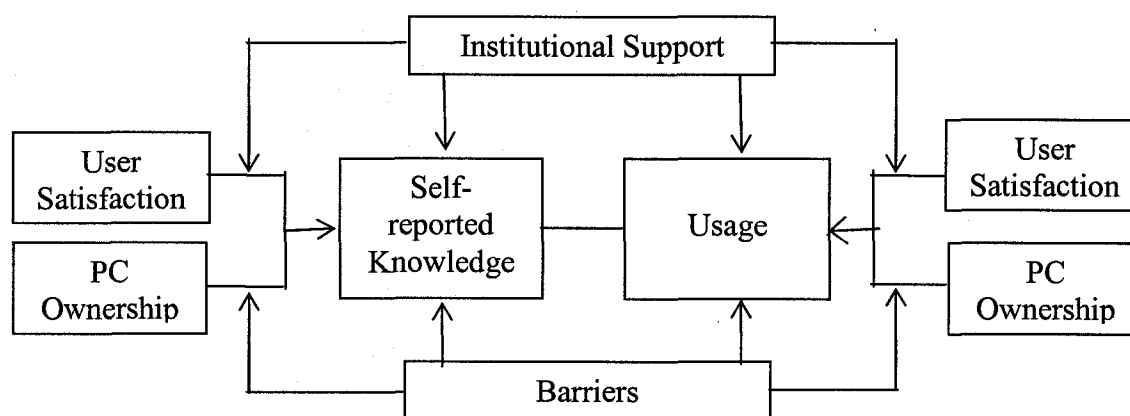 Institutional Support
User
Satisfaction
Self-
reported
Knowledge
Usage
User
Satisfaction
PC
Ownership
PC
Ownership
Barriers